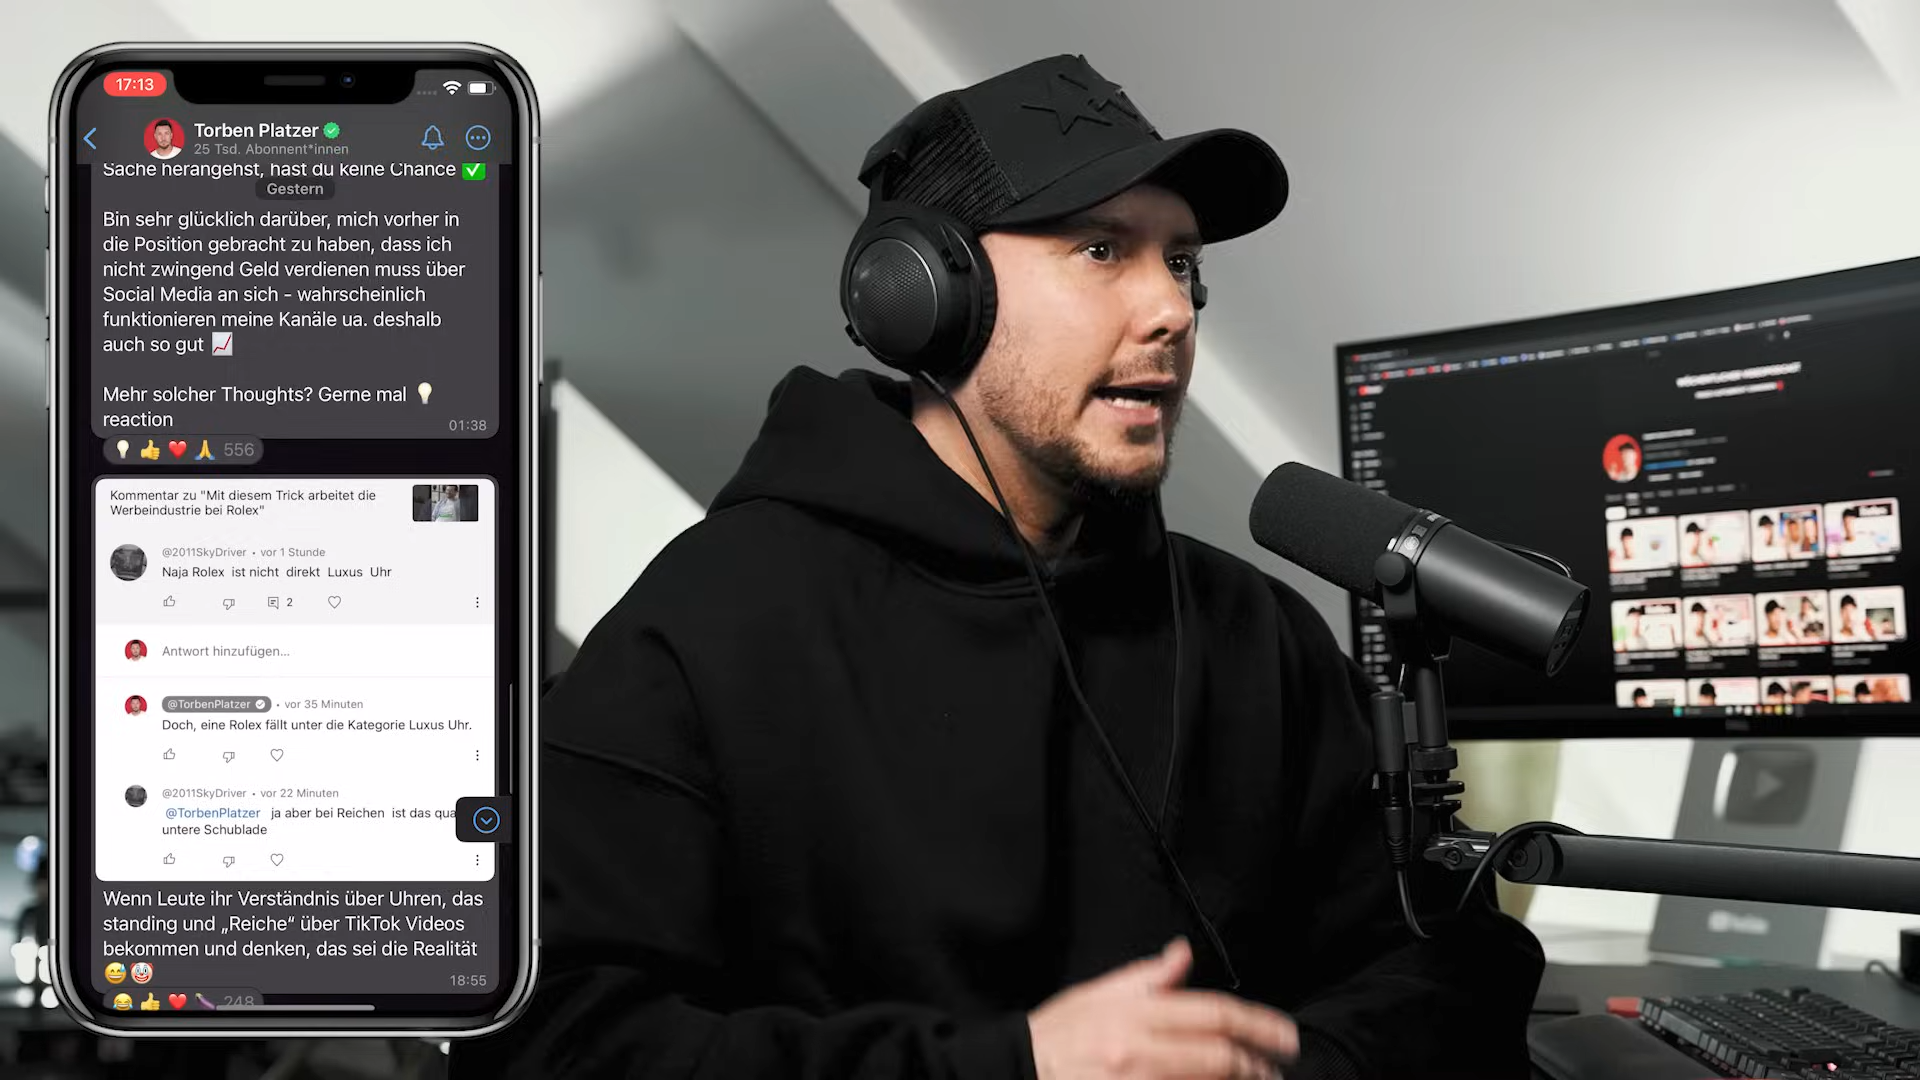 17:13
Torben Platzer
25 Tsd. Abonnent*innen
Sache herangehst, hast du keine Chance ✅
Gestern
Bin sehr glücklich darüber, mich vorher in
die Position gebracht zu haben, dass ich
nicht zwingend Geld verdienen muss über
Social Media an sich - wahrscheinlich
funktionieren meine Kanäle ua. deshalb
auch so gut 📈
Mehr solcher Thoughts? Gerne mal 💡
reaction
01:38
💡 👍 ❤️ 🙏 556
Kommentar zu "Mit diesem Trick arbeitet die
Werbeindustrie bei Rolex"
@2011SkyDriver • vor 1 Stunde
Naja Rolex ist nicht direkt Luxus Uhr
2
Antwort hinzufügen...
@TorbenPlatzer • vor 35 Minuten
Doch, eine Rolex fällt unter die Kategorie Luxus Uhr.
@2011SkyDriver • vor 22 Minuten
@TorbenPlatzer ja aber bei Reichen ist das
untere Schublade
Wenn Leute ihr Verständnis über Uhren, das
standing und „Reiche“ über TikTok Videos
bekommen und denken, das sei die Realität
😅🤡
18:55
😂 👍 ❤️ 🍆 248